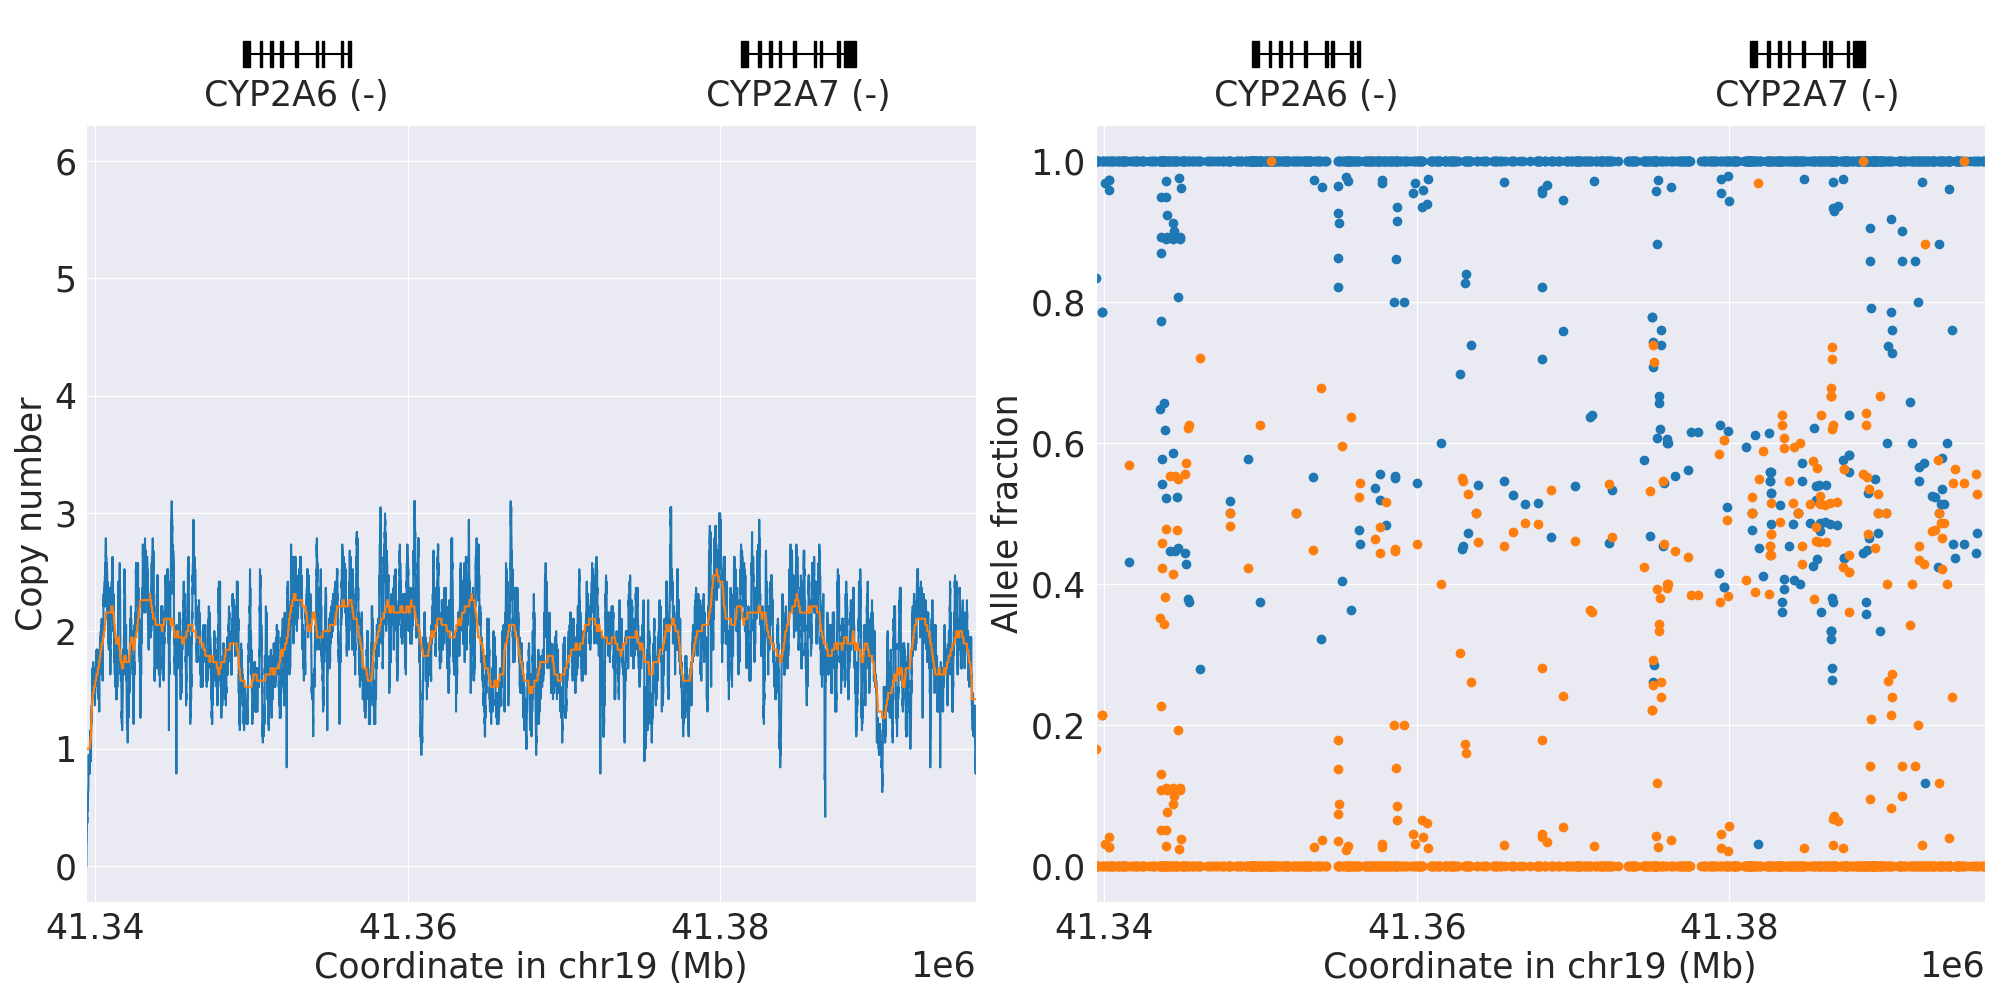 CYP2A6 (-)
CYP2A7 (-)
Copy number
6
5
4
3
2
1
0
41.34
41.36
41.38
Coordinate in chr19 (Mb)
1e6
CYP2A6 (-)
CYP2A7 (-)
Allele fraction
1.0
0.8
0.6
0.4
0.2
0.0
41.34
41.36
41.38
Coordinate in chr19 (Mb)
1e6